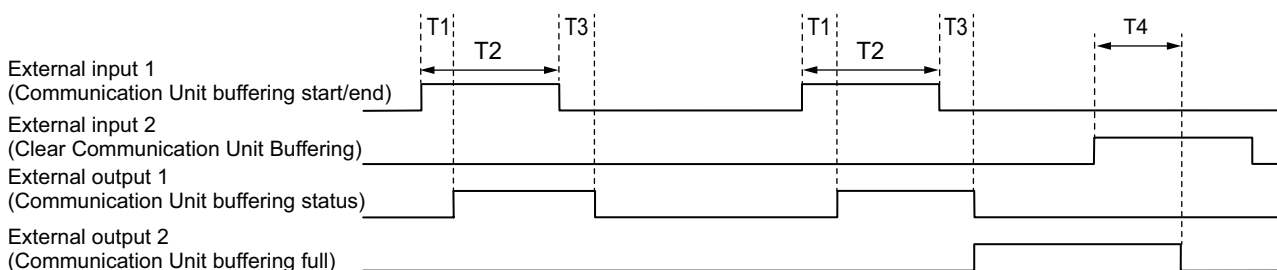 T1 T3 T1 T3 T4
T2 T2
External input 1
(Communication Unit buffering start/end)
External input 2
(Clear Communication Unit Buffering)
External output 1
(Communication Unit buffering status)
External output 2
(Communication Unit buffering full)